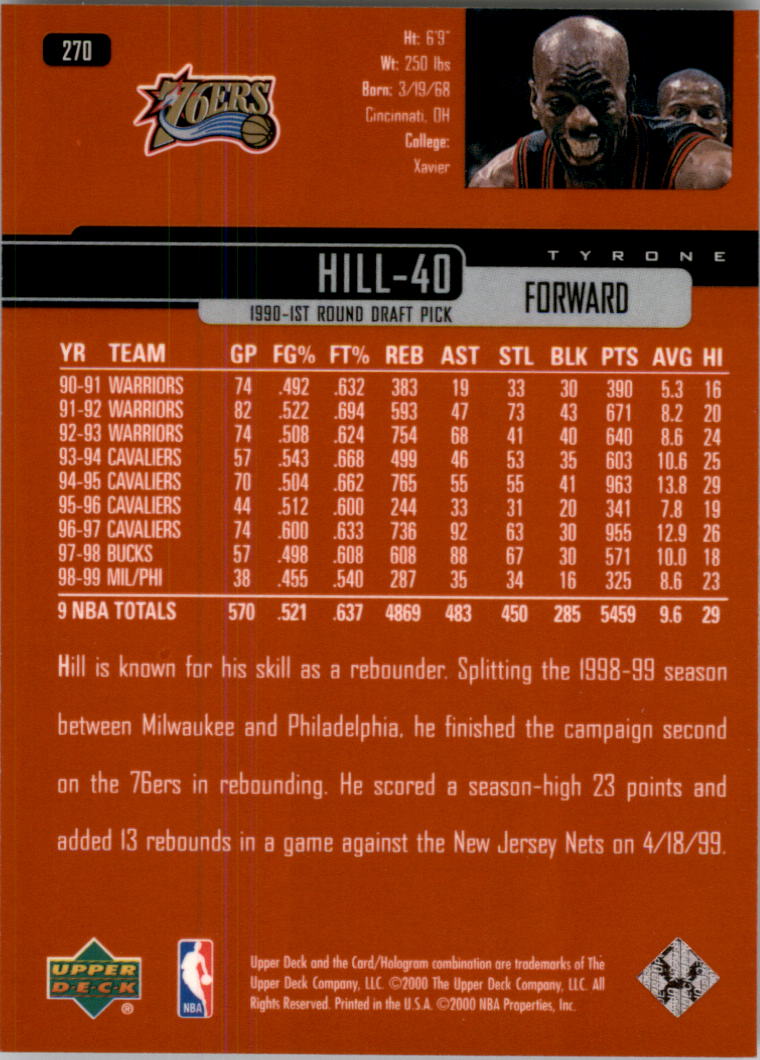 270
76ERS
Ht: 6'9"
Wt: 250 lbs
Born: 3/19/68
Cincinnati, OH
College:
Xavier
TYRONE
HILL-40
FORWARD
1990-1ST ROUND DRAFT PICK
YR TEAM GP FG% FT% REB AST STL BLK PTS AVG HI
90-91 WARRIORS 74 .492 .632 383 19 33 30 390 5.3 16
91-92 WARRIORS 82 .522 .694 593 47 73 43 671 8.2 20
92-93 WARRIORS 74 .508 .624 754 68 41 40 640 8.6 24
93-94 CAVALIERS 57 .543 .668 499 46 53 35 603 10.6 25
94-95 CAVALIERS 70 .504 .662 765 55 55 41 963 13.8 29
95-96 CAVALIERS 44 .512 .600 244 33 31 20 341 7.8 19
96-97 CAVALIERS 74 .600 .633 736 92 63 30 955 12.9 26
97-98 BUCKS 57 .498 .608 608 88 67 30 571 10.0 18
98-99 MIL/PHI 38 .455 .540 287 35 34 16 325 8.6 23
9 NBA TOTALS 570 .521 .637 4869 483 450 285 5459 9.6 29
Hill is known for his skill as a rebounder. Splitting the 1998-99 season
between Milwaukee and Philadelphia, he finished the campaign second
on the 76ers in rebounding. He scored a season-high 23 points and
added 13 rebounds in a game against the New Jersey Nets on 4/18/99.
UPPER
D·E·C·K
®
NBA
Upper Deck and the Card/Hologram combination are trademarks of The
Upper Deck Company, LLC. ©2000 The Upper Deck Company, LLC. All
Rights Reserved. Printed in the U.S.A. ©2000 NBA Properties, Inc.